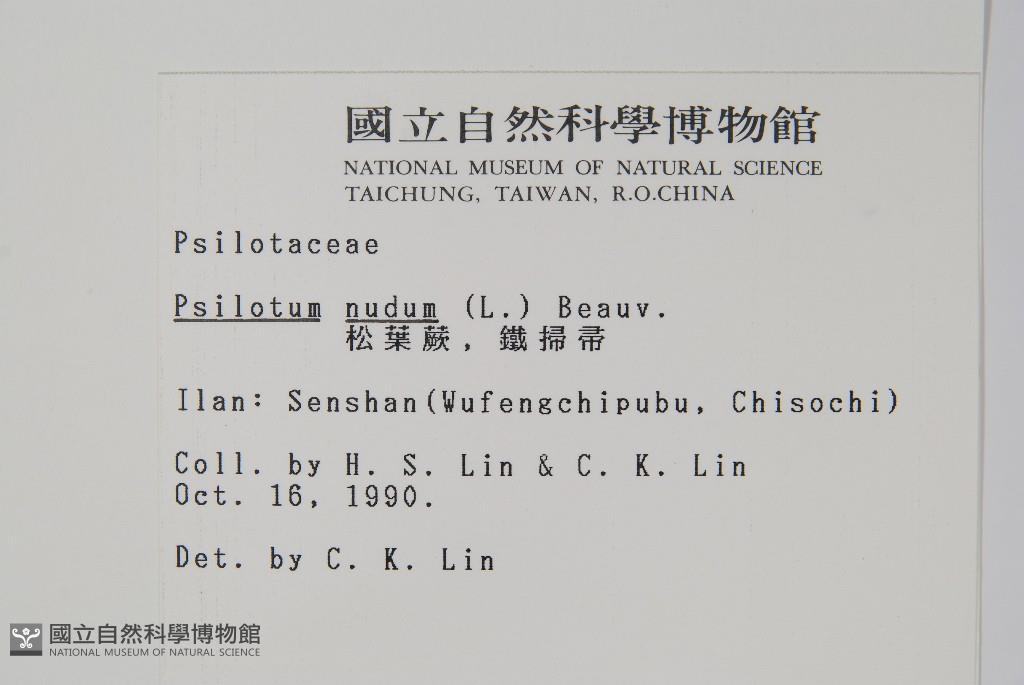 國立自然科學博物館
NATIONAL MUSEUM OF NATURAL SCIENCE
TAICHUNG, TAIWAN, R.O.CHINA
Psilotaceae
Psilotum nudum (L.) Beauv.
松葉蕨, 鐵掃帚
Ilan: Senshan(Wufengchipubu, Chisochi)
Coll. by H. S. Lin & C. K. Lin
Oct. 16, 1990.
Det. by C. K. Lin
國立自然科學博物館
NATIONAL MUSEUM OF NATURAL SCIENCE